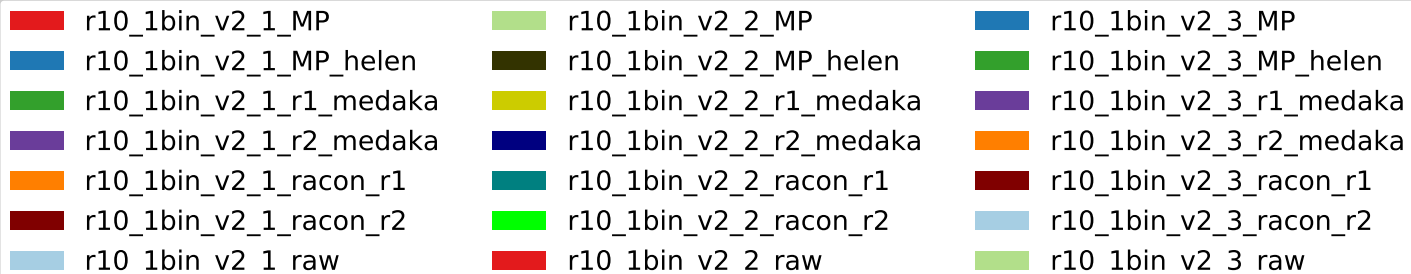 r10_1bin_v2_1_MP
r10_1bin_v2_1_MP_helen
r10_1bin_v2_1_r1_medaka
r10_1bin_v2_1_r2_medaka
r10_1bin_v2_1_racon_r1
r10_1bin_v2_1_racon_r2
r10_1bin_v2_1_raw
r10_1bin_v2_2_MP
r10_1bin_v2_2_MP_helen
r10_1bin_v2_2_r1_medaka
r10_1bin_v2_2_r2_medaka
r10_1bin_v2_2_racon_r1
r10_1bin_v2_2_racon_r2
r10_1bin_v2_2_raw
r10_1bin_v2_3_MP
r10_1bin_v2_3_MP_helen
r10_1bin_v2_3_r1_medaka
r10_1bin_v2_3_r2_medaka
r10_1bin_v2_3_racon_r1
r10_1bin_v2_3_racon_r2
r10_1bin_v2_3_raw